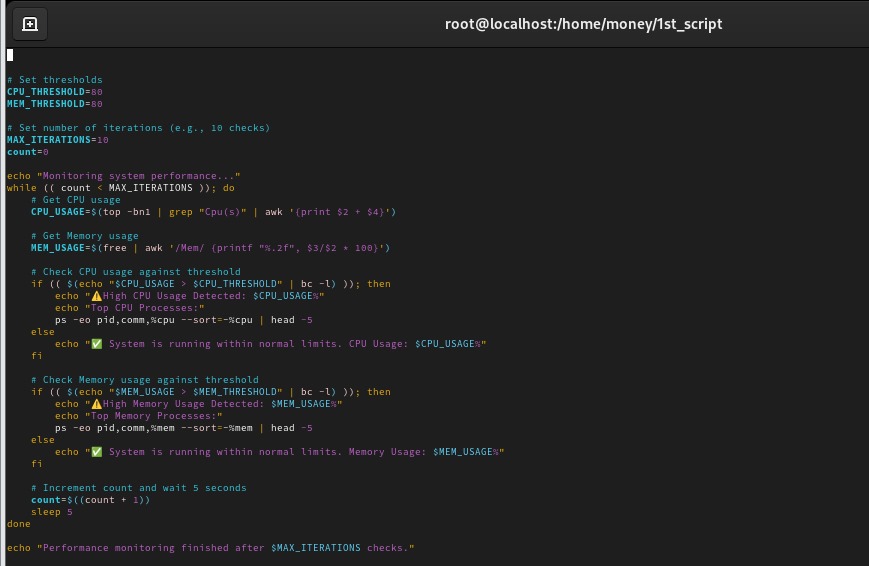 root@localhost:/home/money/1st_script
# Set thresholds
CPU_THRESHOLD=80
MEM_THRESHOLD=80
# Set number of iterations (e.g., 10 checks)
MAX_ITERATIONS=10
count=0
echo "Monitoring system performance..."
while (( count < MAX_ITERATIONS )); do
    # Get CPU usage
    CPU_USAGE=$(top -bn1 | grep "Cpu(s)" | awk '{print $2 + $4}')
    # Get Memory usage
    MEM_USAGE=$(free | awk '/Mem/ {printf "%.2f", $3/$2 * 100}')
    # Check CPU usage against threshold
    if (( $(echo "$CPU_USAGE > $CPU_THRESHOLD" | bc -l) )); then
        echo "⚠️High CPU Usage Detected: $CPU_USAGE%"
        echo "Top CPU Processes:"
        ps -eo pid,comm,%cpu --sort=-%cpu | head -5
    else
        echo "✅ System is running within normal limits. CPU Usage: $CPU_USAGE%"
    fi
    # Check Memory usage against threshold
    if (( $(echo "$MEM_USAGE > $MEM_THRESHOLD" | bc -l) )); then
        echo "⚠️High Memory Usage Detected: $MEM_USAGE%"
        echo "Top Memory Processes:"
        ps -eo pid,comm,%mem --sort=-%mem | head -5
    else
        echo "✅ System is running within normal limits. Memory Usage: $MEM_USAGE%"
    fi
    # Increment count and wait 5 seconds
    count=$((count + 1))
    sleep 5
done
echo "Performance monitoring finished after $MAX_ITERATIONS checks."